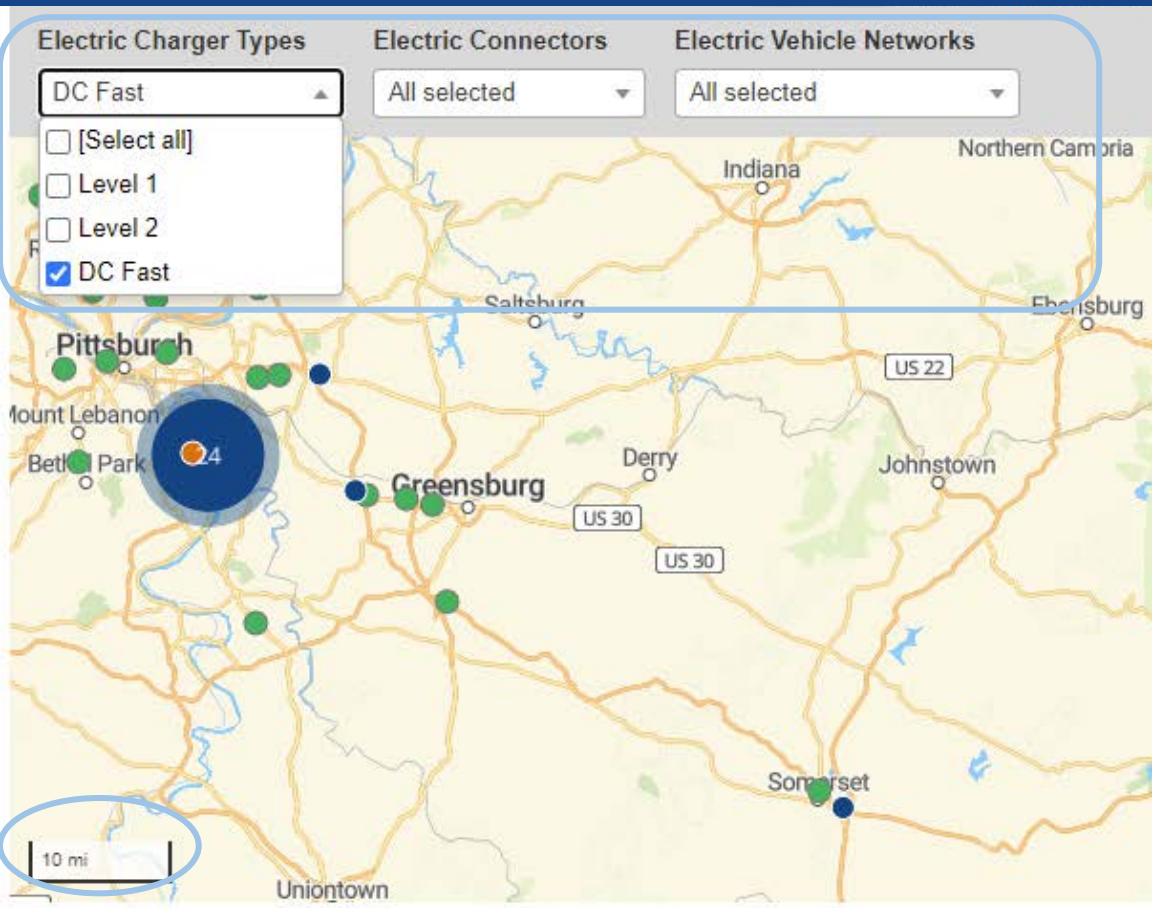 Electric Charger Types Electric Connectors Electric Vehicle Networks
DC Fast All selected All selected
[Select all]
Level 1
Level 2
DC Fast
Northern Cambria
Indiana
Saltsburg
Ebensburg
Pittsburgh
US 22
Mount Lebanon
Bethel Park
24
Derry
Johnstown
Greensburg
US 30
US 30
Somerset
10 mi
Uniontown